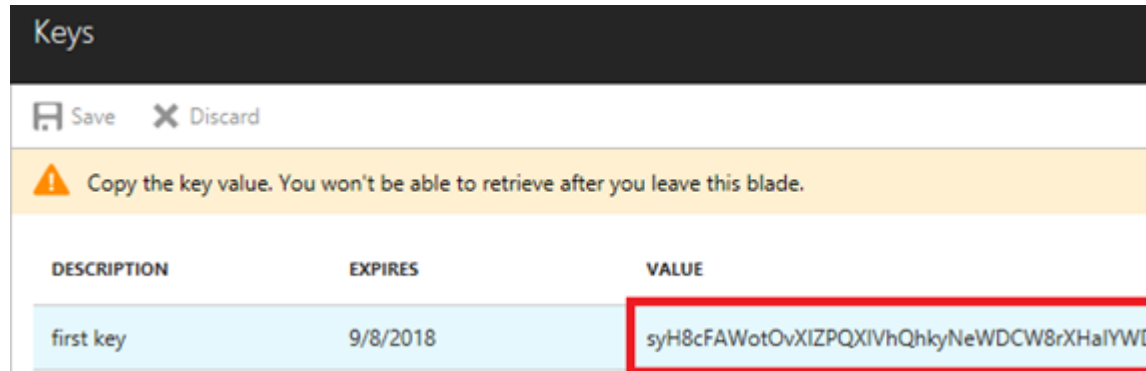 Keys
Save Discard
Copy the key value. You won't be able to retrieve after you leave this blade.
DESCRIPTION EXPIRES VALUE
first key 9/8/2018